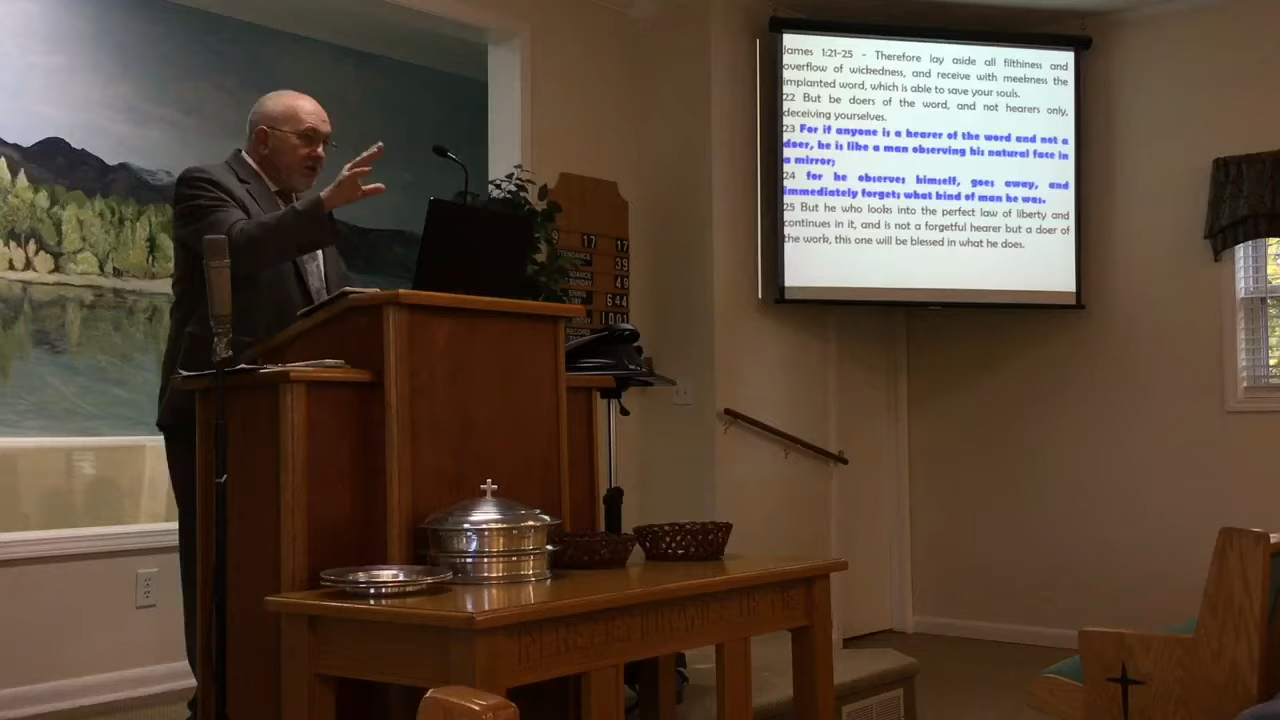 James 1:21-25 - Therefore lay aside all filthiness and
overflow of wickedness, and receive with meekness the
implanted word, which is able to save your souls.
22 But be doers of the word, and not hearers only,
deceiving yourselves.
23 For if anyone is a hearer of the word and not a
doer, he is like a man observing his natural face in
a mirror;
24 for he observes himself, goes away, and
immediately forgets what kind of man he was.
25 But he who looks into the perfect law of liberty and
continues in it, and is not a forgetful hearer but a doer of
the work, this one will be blessed in what he does.
9 17 17
39
49
644
1001
RECORD
REMEMBRANCE OF ME